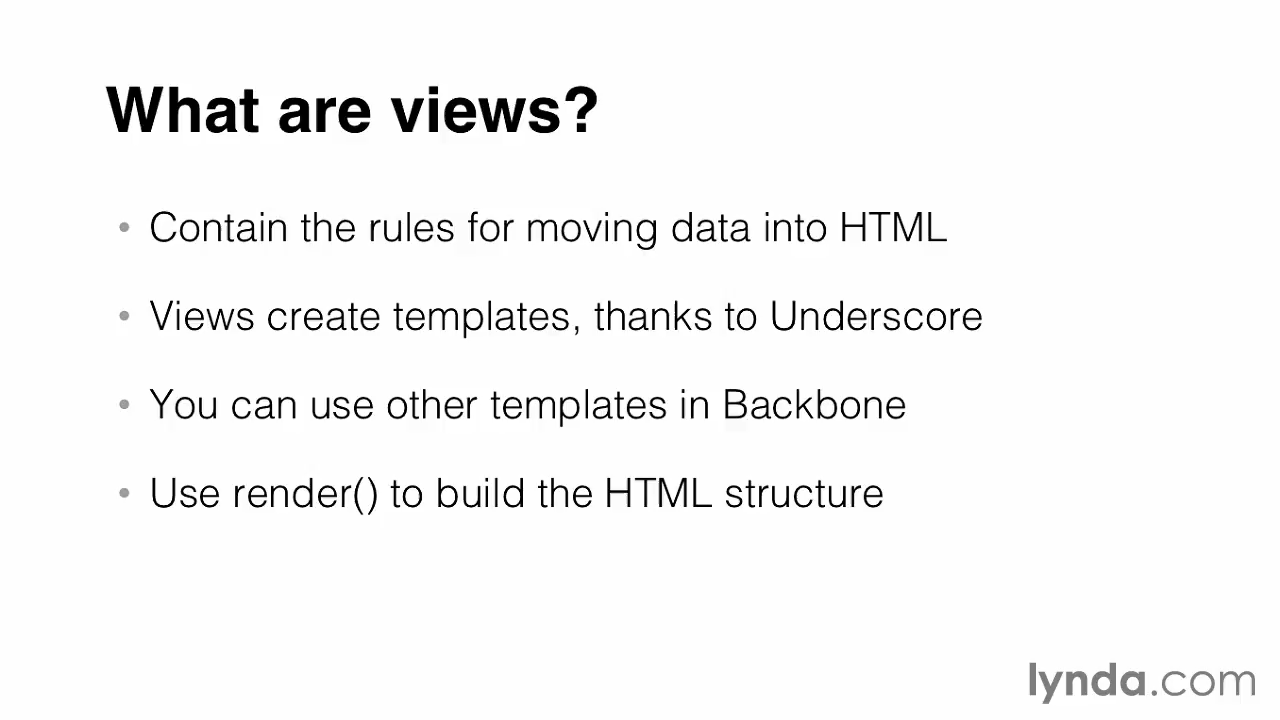 What are views?
• Contain the rules for moving data into HTML
• Views create templates, thanks to Underscore
• You can use other templates in Backbone
• Use render() to build the HTML structure
lynda.com